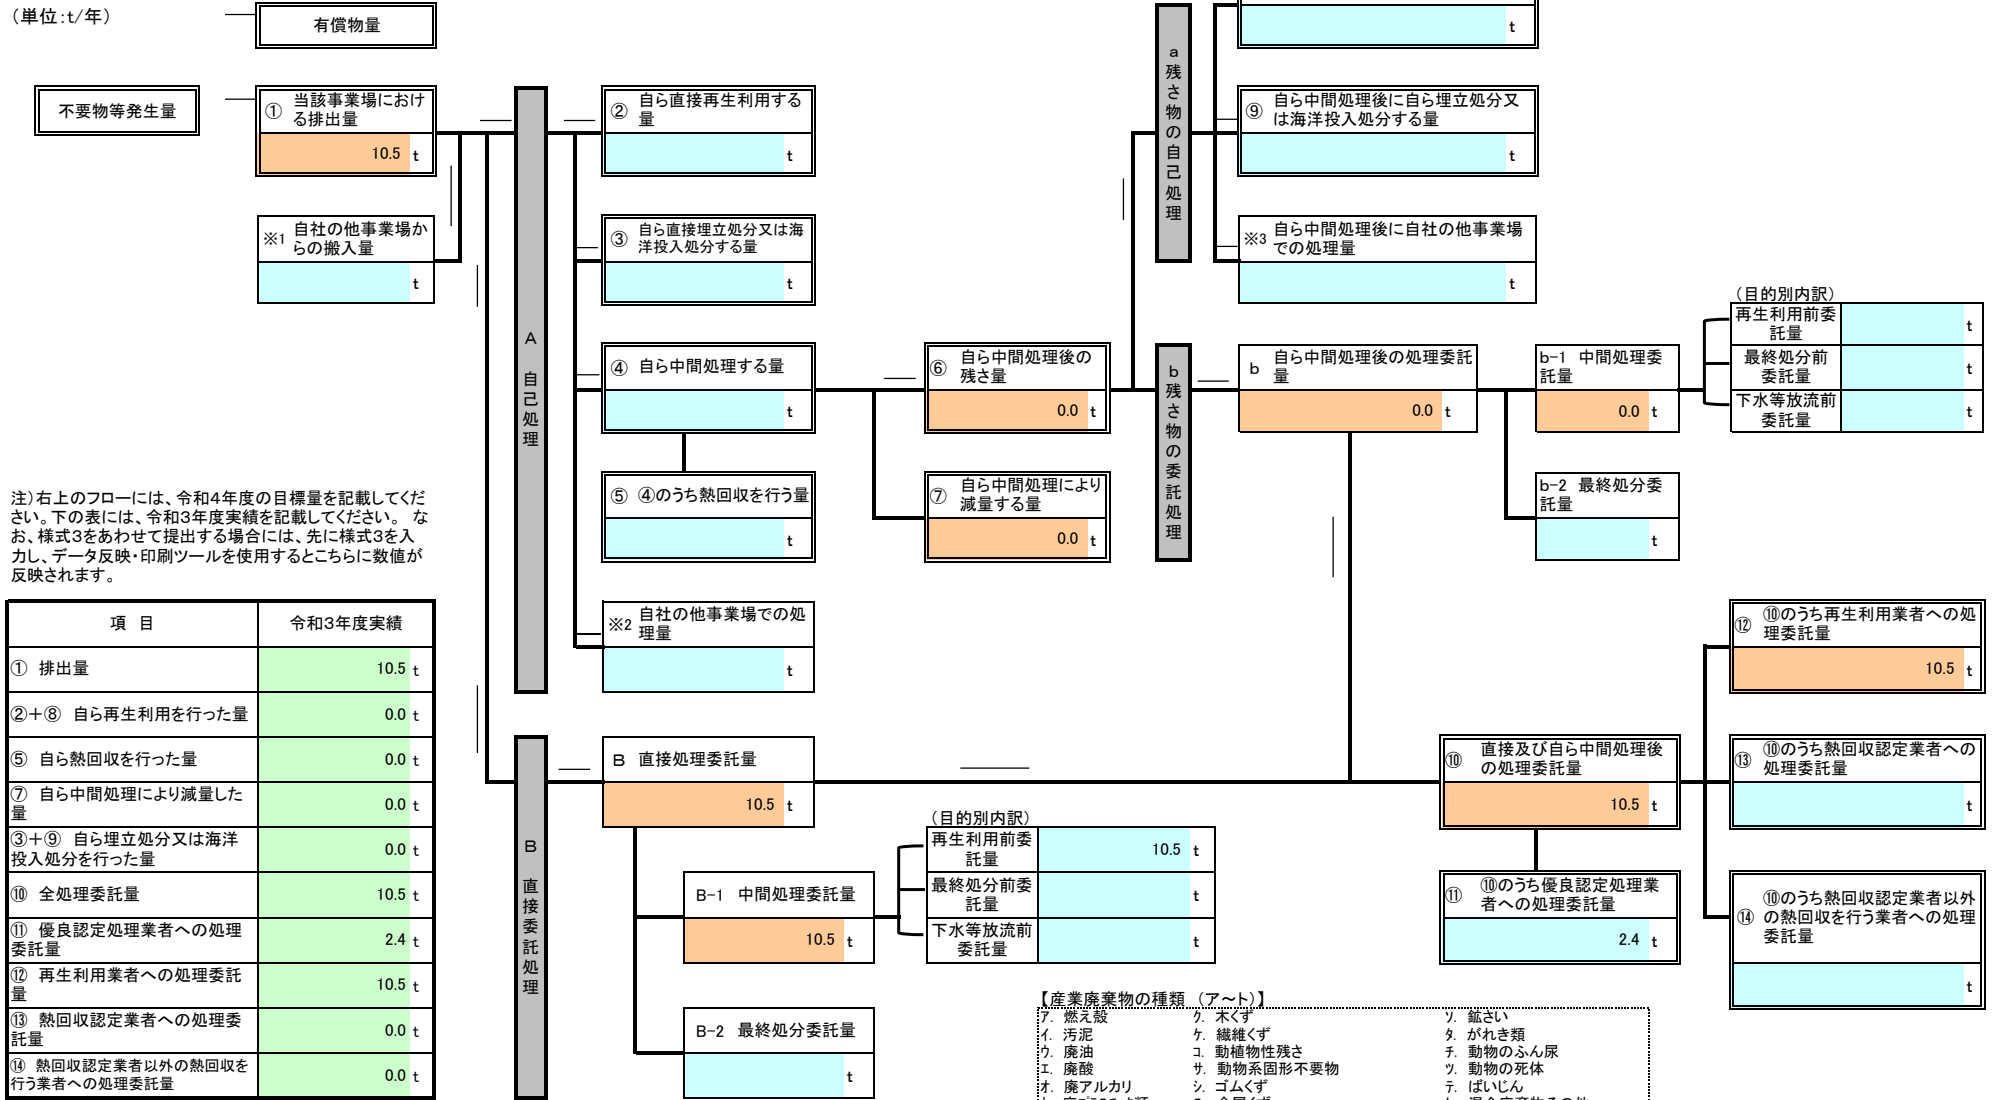 （単位：ｔ/年）
有償物量
不要物等発生量
① 当該事業場におけ
る排出量
10.5 t
※1 自社の他事業場か
らの搬入量
t
A 自己処理
② 自ら直接再生利用する
量
t
③ 自ら直接埋立処分又は海
洋投入処分する量
t
④ 自ら中間処理する量
t
⑤ ④のうち熱回収を行う量
t
※2 自社の他事業場での処
理量
t
⑥ 自ら中間処理後の
残さ量
0.0 t
⑦ 自ら中間処理により
減量する量
0.0 t
a 残さ物の自己処理
t
⑨ 自ら中間処理後に自ら埋立処分又
は海洋投入処分する量
t
※3 自ら中間処理後に自社の他事業場
での処理量
t
b 残さ物の委託処理
b 自ら中間処理後の処理委託
量
0.0 t
b-1 中間処理委
託量
0.0 t
b-2 最終処分委
託量
t
（目的別内訳）
再生利用前委
託量
t
最終処分前
委託量
t
下水等放流前
委託量
t
注）右上のフローには、令和４年度の目標量を記載してくだ
さい。下の表には、令和３年度実績を記載してください。 な
お、様式３をあわせて提出する場合には、先に様式３を入
力し、データ反映・印刷ツールを使用するとこちらに数値が
反映されます。
項 目 令和３年度実績
① 排出量 10.5 t
②＋⑧ 自ら再生利用を行った量 0.0 t
⑤ 自ら熱回収を行った量 0.0 t
⑦ 自ら中間処理により減量した
量 0.0 t
③＋⑨ 自ら埋立処分又は海洋
投入処分を行った量 0.0 t
⑩ 全処理委託量 10.5 t
⑪ 優良認定処理業者への処理
委託量 2.4 t
⑫ 再生利用業者への処理委託
量 10.5 t
⑬ 熱回収認定業者への処理委
託量 0.0 t
⑭ 熱回収認定業者以外の熱回収を
行う業者への処理委託量 0.0 t
B 直接委託処理
B 直接処理委託量
10.5 t
B-1 中間処理委託量
10.5 t
B-2 最終処分委託量
t
（目的別内訳）
再生利用前委
託量
10.5 t
最終処分前委
託量
t
下水等放流前
委託量
t
⑩ 直接及び自ら中間処理後
の処理委託量
10.5 t
⑪ ⑩のうち優良認定処理業
者への処理委託量
2.4 t
⑫ ⑩のうち再生利用業者への処
理委託量
10.5 t
⑬ ⑩のうち熱回収認定業者への
処理委託量
t
⑭ ⑩のうち熱回収認定業者以外
の熱回収を行う業者への処理
委託量
t
【産業廃棄物の種類 （ア～ト）】
ｱ. 燃え殻 ｸ. 木くず ｿ. 鉱さい
ｲ. 汚泥 ｹ. 繊維くず ﾀ. がれき類
ｳ. 廃油 ｺ. 動植物性残さ ﾁ. 動物のふん尿
ｴ. 廃酸 ｻ. 動物系固形不要物 ﾂ. 動物の死体
ｵ. 廃アルカリ ｼ. ゴムくず ﾃ. ばいじん